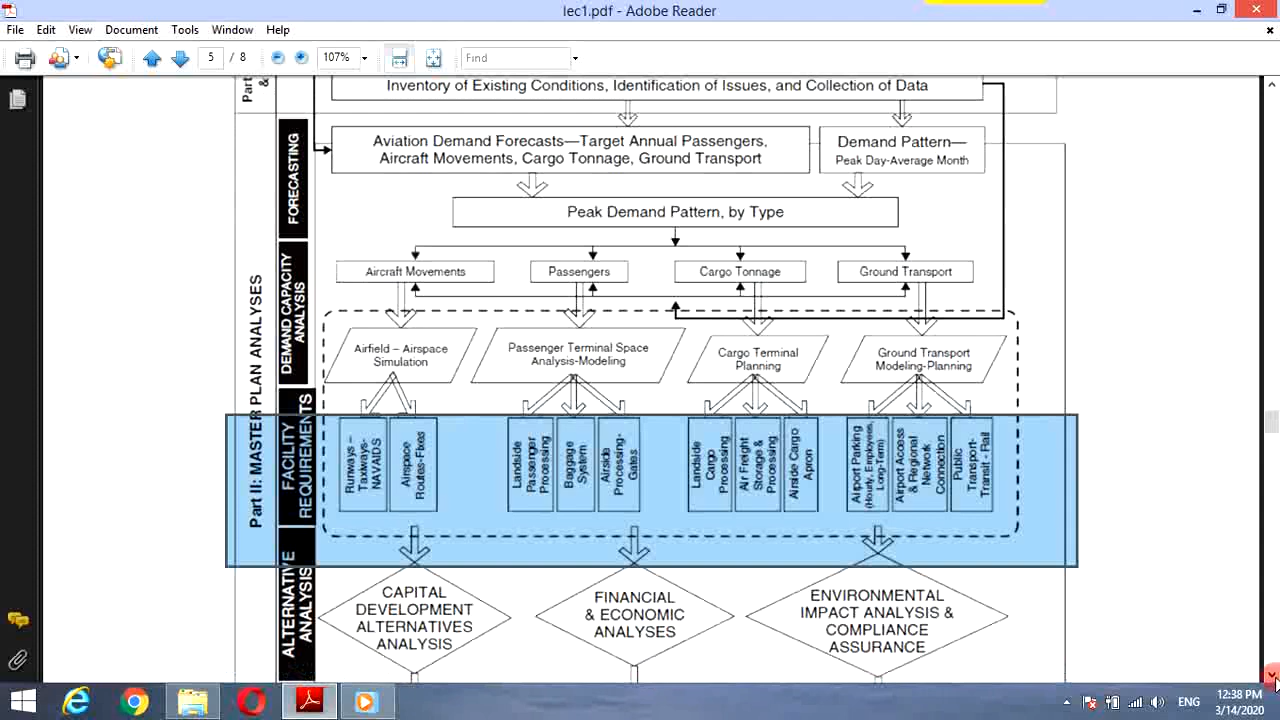 lec1.pdf - Adobe Reader
File Edit View Document Tools Window Help
5 / 8 107% Find
Part
&
Inventory of Existing Conditions, Identification of Issues, and Collection of Data
Part II: MASTER PLAN ANALYSES
FORECASTING
Aviation Demand Forecasts—Target Annual Passengers,
Aircraft Movements, Cargo Tonnage, Ground Transport
Demand Pattern—
Peak Day-Average Month
Peak Demand Pattern, by Type
DEMAND CAPACITY
ANALYSIS
Aircraft Movements
Passengers
Cargo Tonnage
Ground Transport
Airfield – Airspace
Simulation
Passenger Terminal Space
Analysis-Modeling
Cargo Terminal
Planning
Ground Transport
Modeling-Planning
FACILITY
REQUIREMENTS
Runways –
Taxiways-
NAVAIDS
Airspace
Routes-Fixes
Landside
Passenger
Processing
Baggage
System
Airside
Processing-
Gates
Landside
Cargo
Processing
Air Freight
Storage &
Processing
Airside Cargo
Apron
Airport Parking
(Hourly, Employees,
Long-Term)
Airport Access
& Regional
Network
Connection
Public
Transport-
Transit - Rail
ALTERNATIVE
ANALYSIS
CAPITAL
DEVELOPMENT
ALTERNATIVES
ANALYSIS
FINANCIAL
& ECONOMIC
ANALYSES
ENVIRONMENTAL
IMPACT ANALYSIS &
COMPLIANCE
ASSURANCE
ENG
12:38 PM
3/14/2020